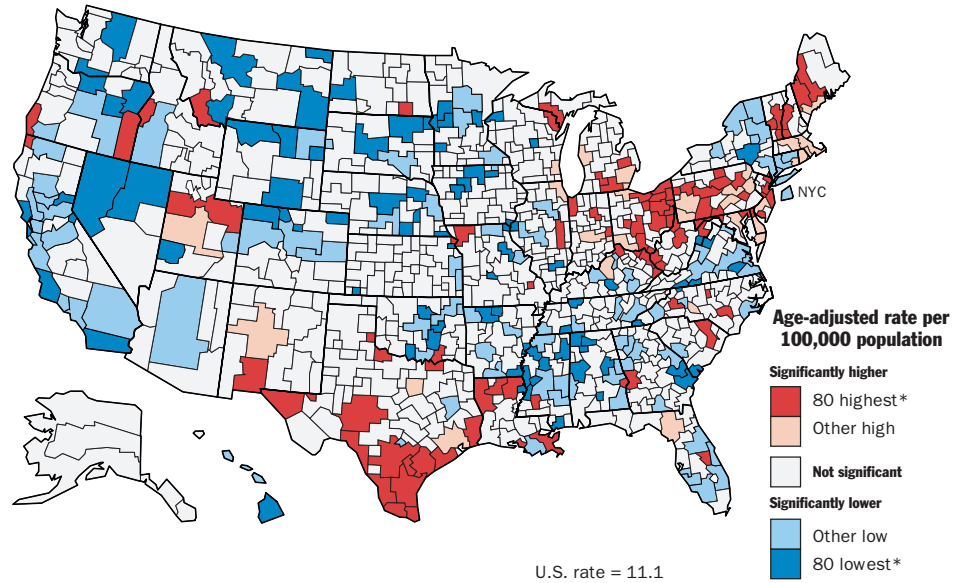 NYC
Age-adjusted rate per
100,000 population
Significantly higher
80 highest*
Other high
Not significant
Significantly lower
Other low
80 lowest*
U.S. rate = 11.1